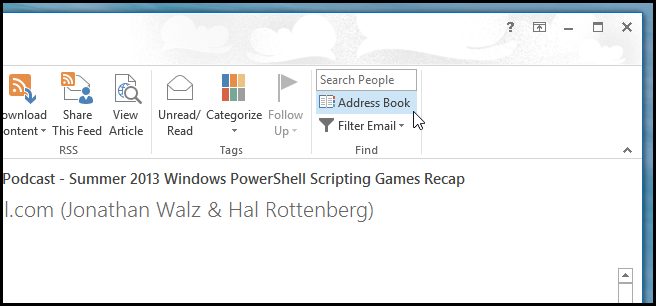 ?
Search People
ownload
ontent
Share
This Feed
View
Article
Unread/
Read
Categorize
Follow
Up
Address Book
Filter Email
RSS
Tags
Find
Podcast - Summer 2013 Windows PowerShell Scripting Games Recap
l.com (Jonathan Walz & Hal Rottenberg)